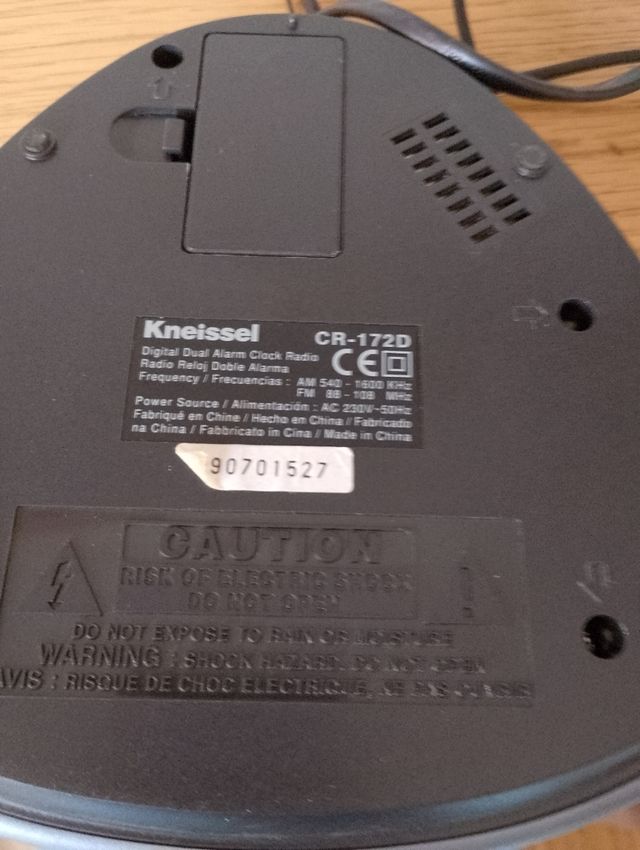 Kneissel CR-172D
Digital Dual Alarm Clock Radio
Radio Reloj Doble Alarma
CE
Frequency / Frecuencias : AM 540 - 1600 KHz
FM 88 - 108 MHz
Power Source / Alimentación : AC 230V~50Hz
Fabriqué en Chine / Hecho en China / Fabricado
na China / Fabbricato in Cina / Made in China
90701527
CAUTION
RISK OF ELECTRIC SHOCK
DO NOT OPEN
DO NOT EXPOSE TO RAIN OR MOISTURE
WARNING : SHOCK HAZARD. DO NOT OPEN
AVIS : RISQUE DE CHOC ELECTRIQUE, NE PAS OUVRIR